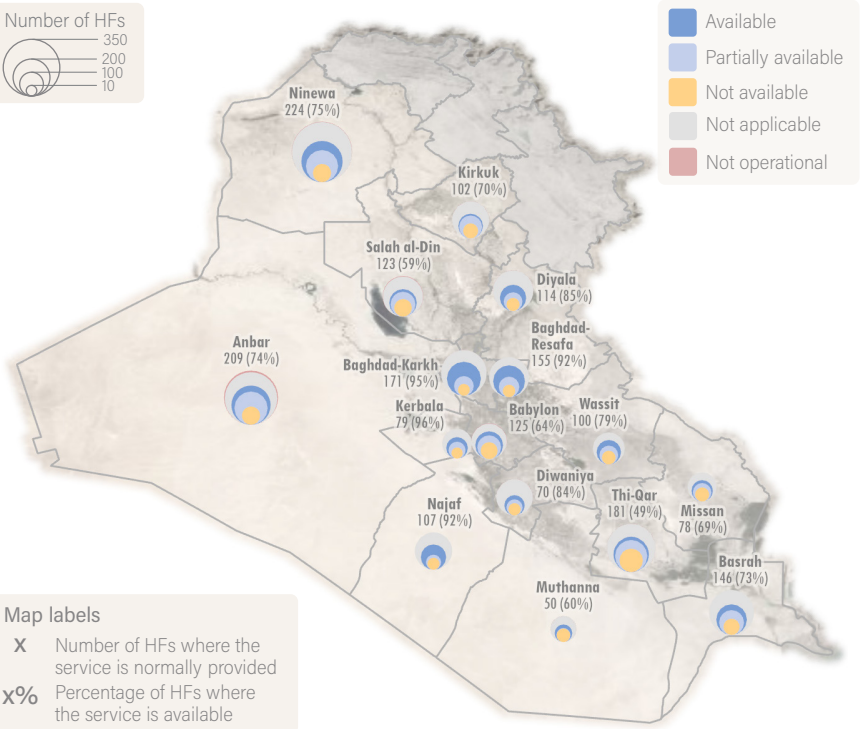 Number of HFs
350
200
100
10
Available
Partially available
Not available
Not applicable
Not operational
Ninewa
224 (75%)
Kirkuk
102 (70%)
Salah al-Din
123 (59%)
Diyala
114 (85%)
Baghdad-
Resafa
155 (92%)
Anbar
209 (74%)
Baghdad-Karkh
171 (95%)
Kerbala
79 (96%)
Babylon
125 (64%)
Wassit
100 (79%)
Diwaniya
70 (84%)
Najaf
107 (92%)
Thi-Qar
181 (49%)
Missan
78 (69%)
Basrah
146 (73%)
Muthanna
50 (60%)
Map labels
X Number of HFs where the
service is normally provided
x% Percentage of HFs where
the service is available